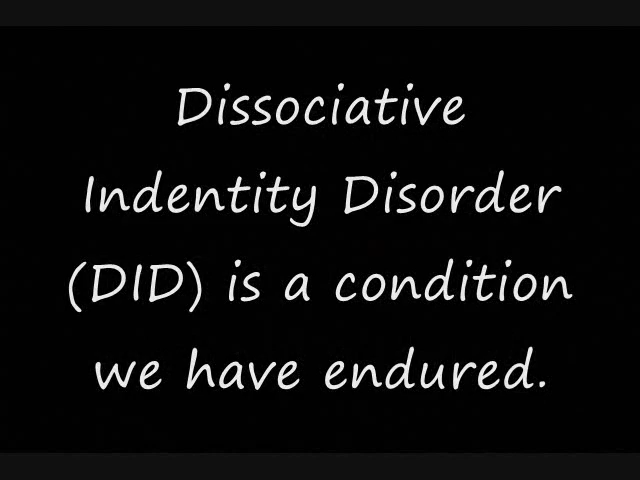 Dissociative
Indentity Disorder
(DID) is a condition
we have endured.